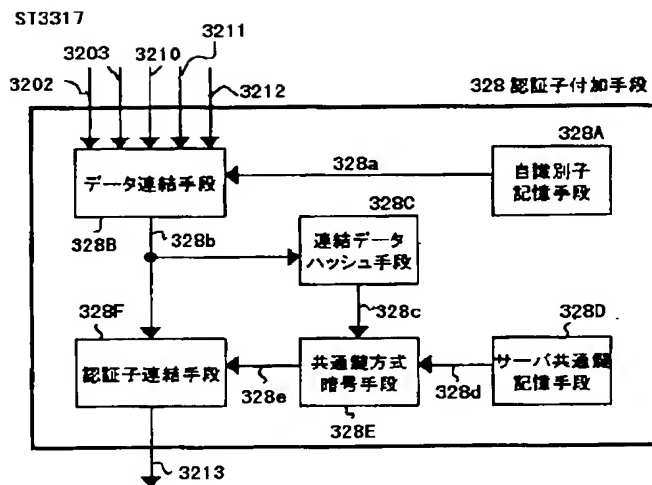 ST3317
3211
3203
3210
3202
3212
328 認証子付加手段
328A
自識別子
記憶手段
328a
データ連結手段
328B
328b
328C
連結データ
ハッシュ手段
328c
328F
認証子連結手段
328e
共通鍵方式
暗号手段
328E
328d
328D
サーバ共通鍵
記憶手段
3213